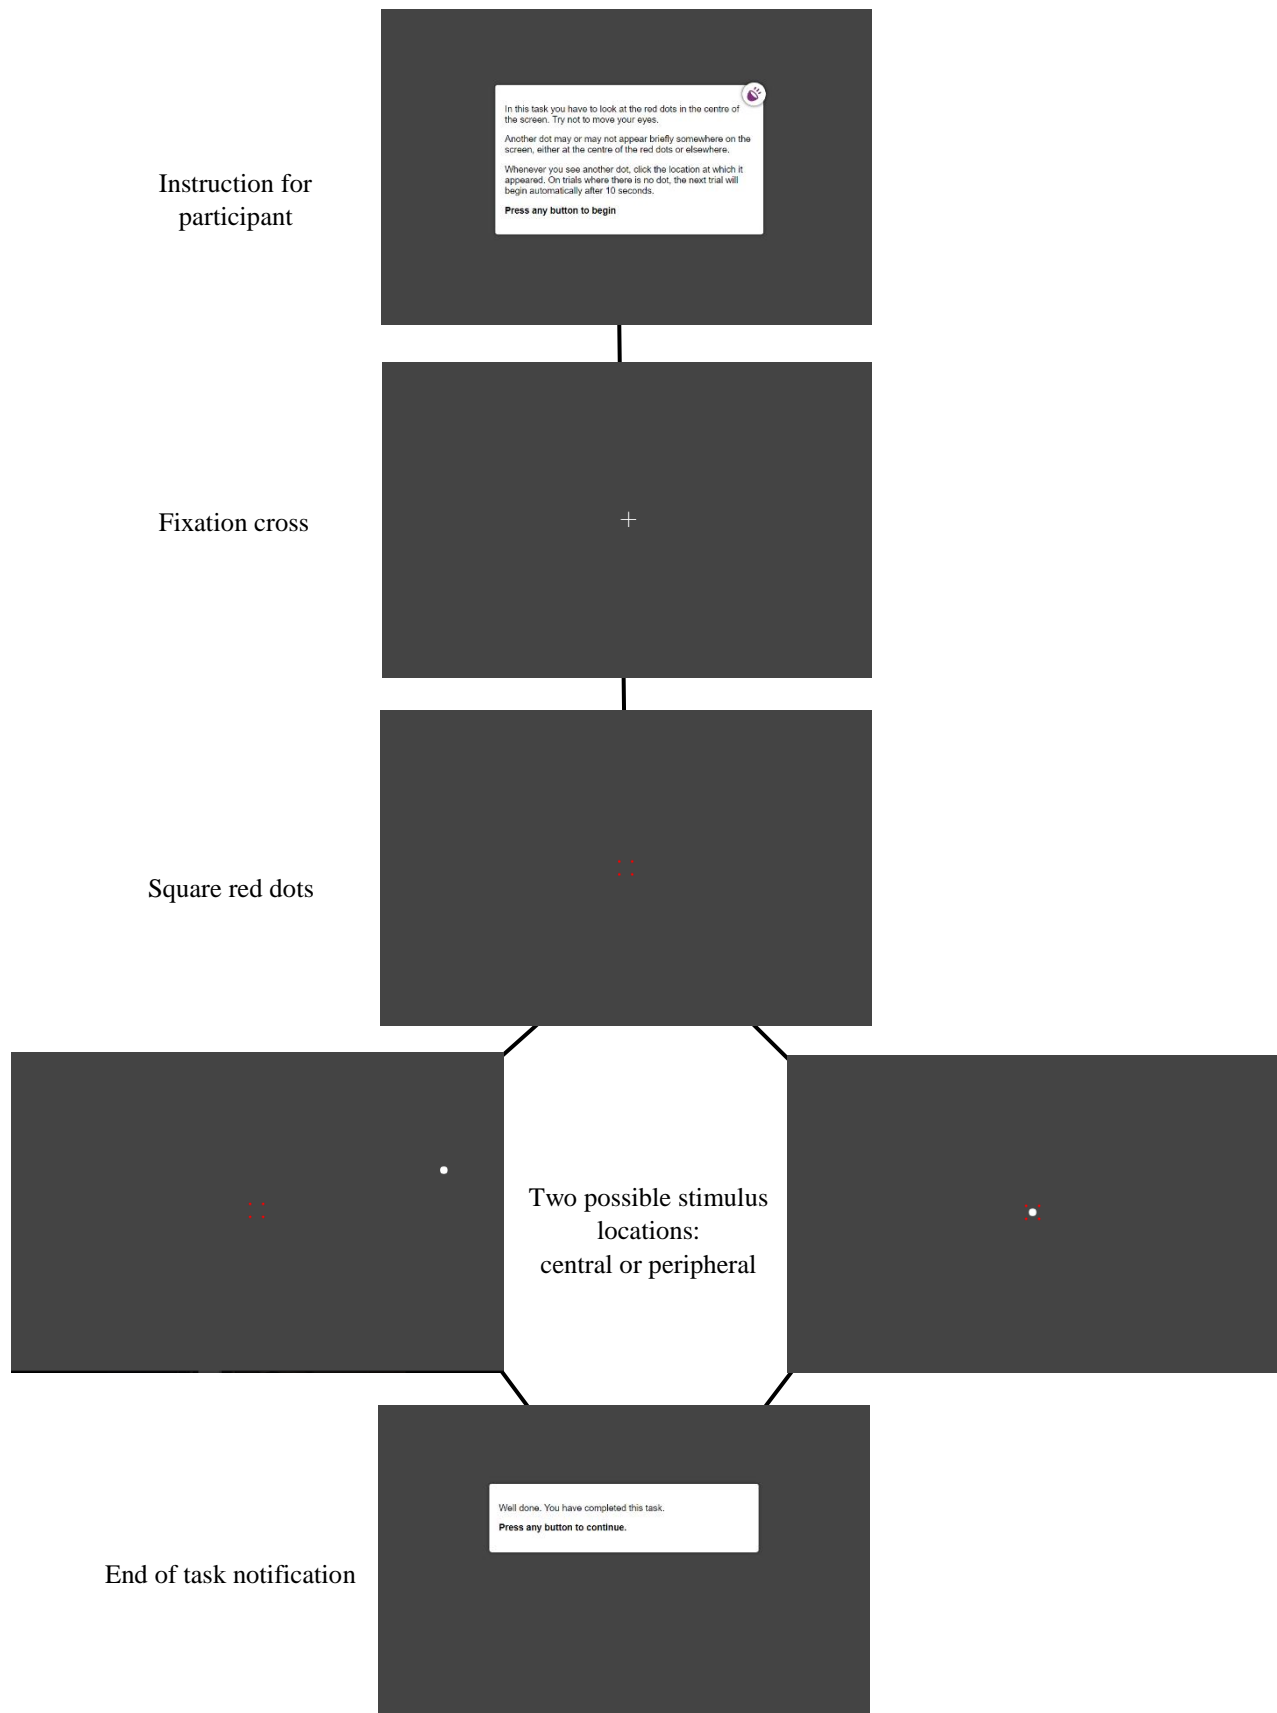 In this task you have to look at the red dots in the centre of
the screen. Try not to move your eyes.
Another dot may or may not appear briefly somewhere on the
screen, either at the centre of the red dots or elsewhere.
Whenever you see another dot, click the location at which it
appeared. On trials where there is no dot, the next trial will
begin automatically after 10 seconds.
Press any button to begin
Instruction for
participant
Fixation cross
Square red dots
Two possible stimulus
locations:
central or peripheral
Well done. You have completed this task.
Press any button to continue.
End of task notification